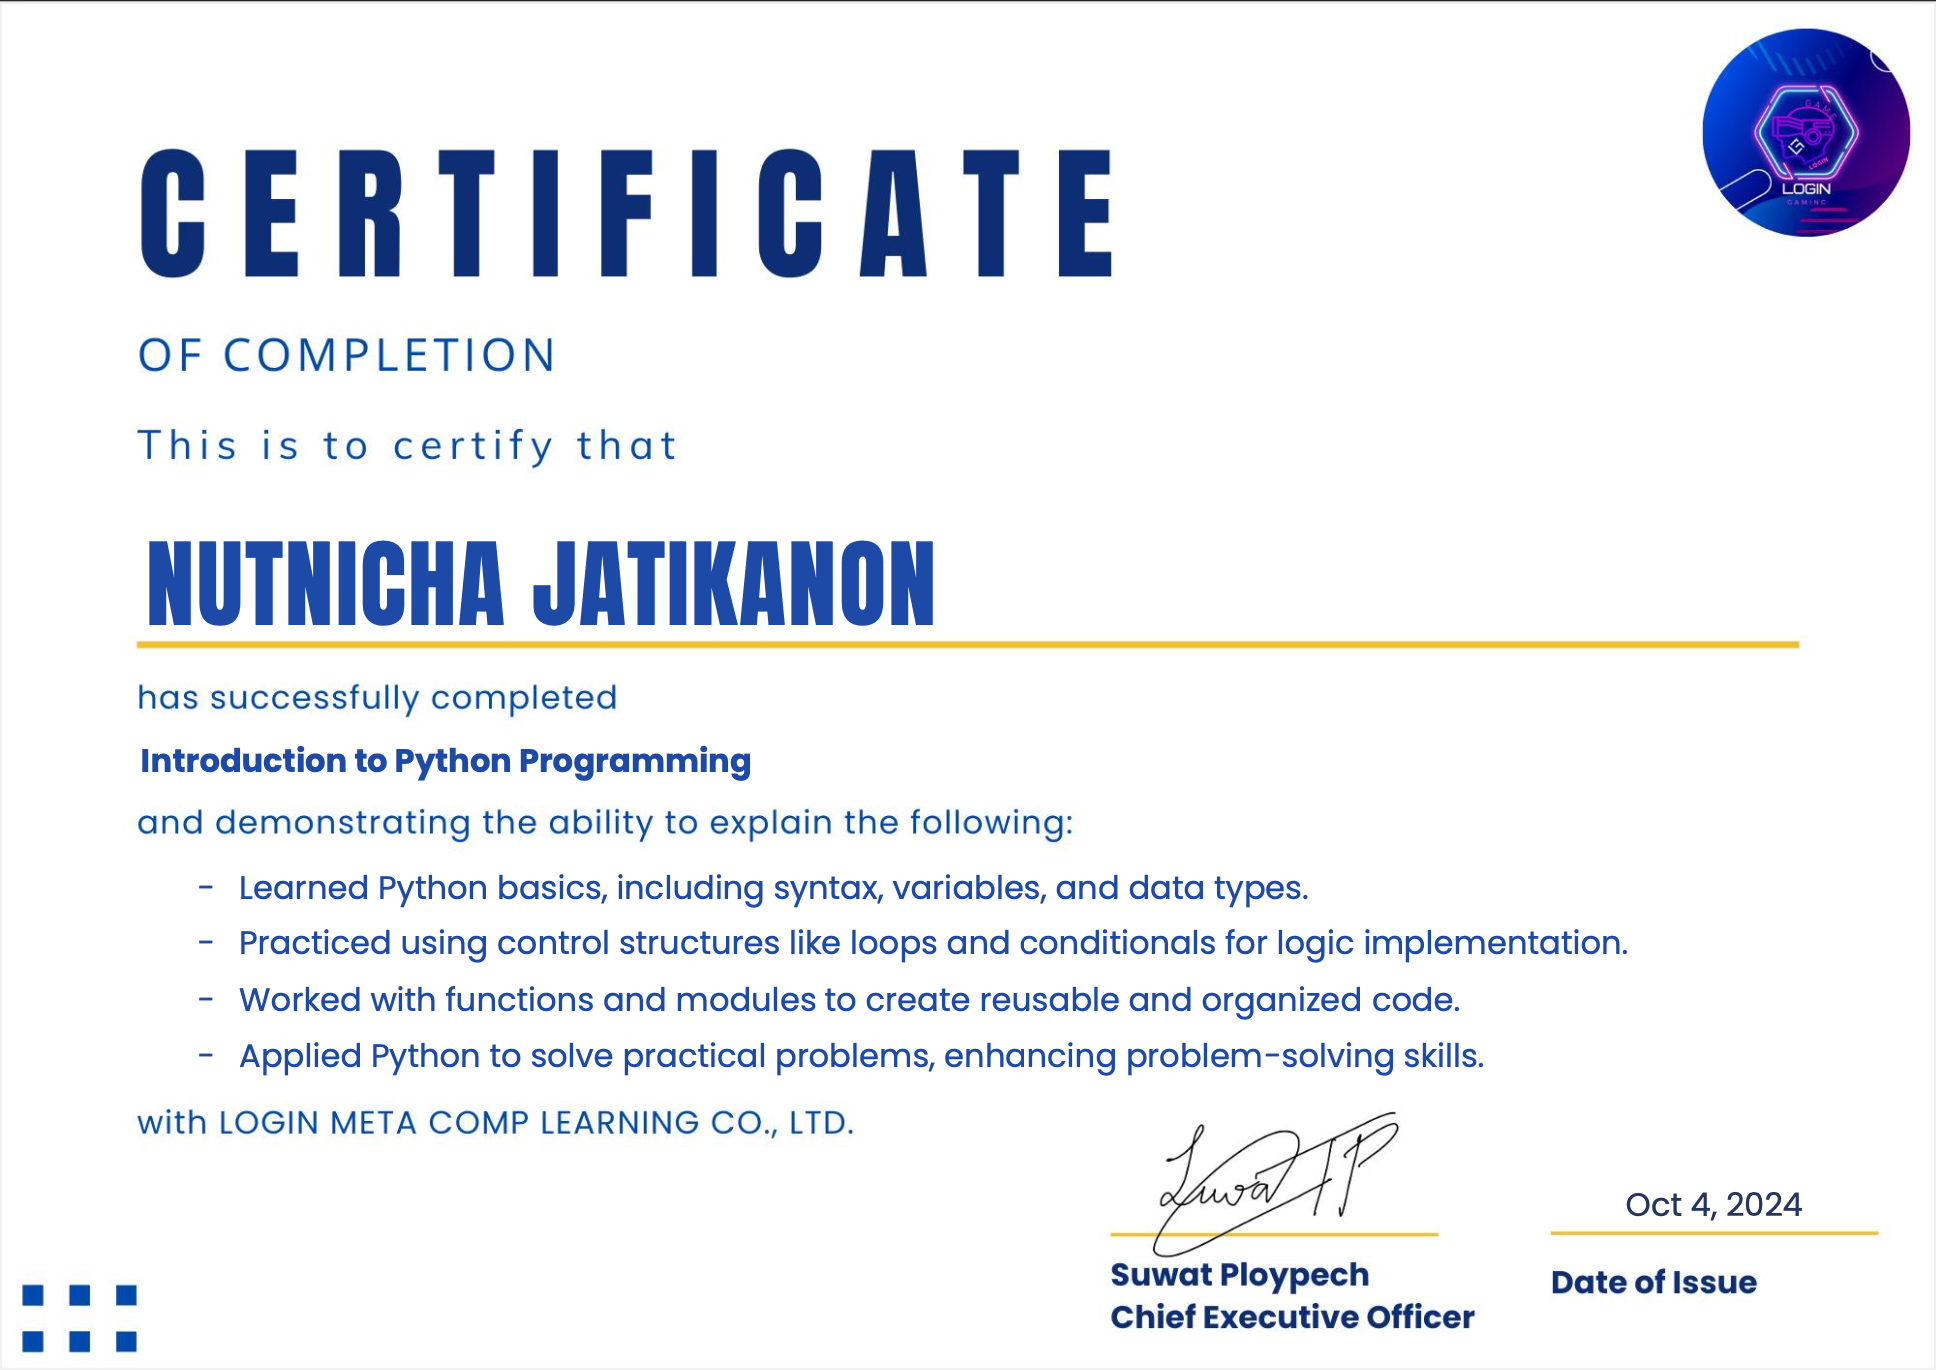 LOGIN
GAMING
CERTIFICATE
OF COMPLETION
This is to certify that
NUTNICHA JATIKANON
has successfully completed
Introduction to Python Programming
and demonstrating the ability to explain the following:
- Learned Python basics, including syntax, variables, and data types.
- Practiced using control structures like loops and conditionals for logic implementation.
- Worked with functions and modules to create reusable and organized code.
- Applied Python to solve practical problems, enhancing problem-solving skills.
with LOGIN META COMP LEARNING CO., LTD.
Suwat P
Oct 4, 2024
Suwat Ploypech
Chief Executive Officer
Date of Issue